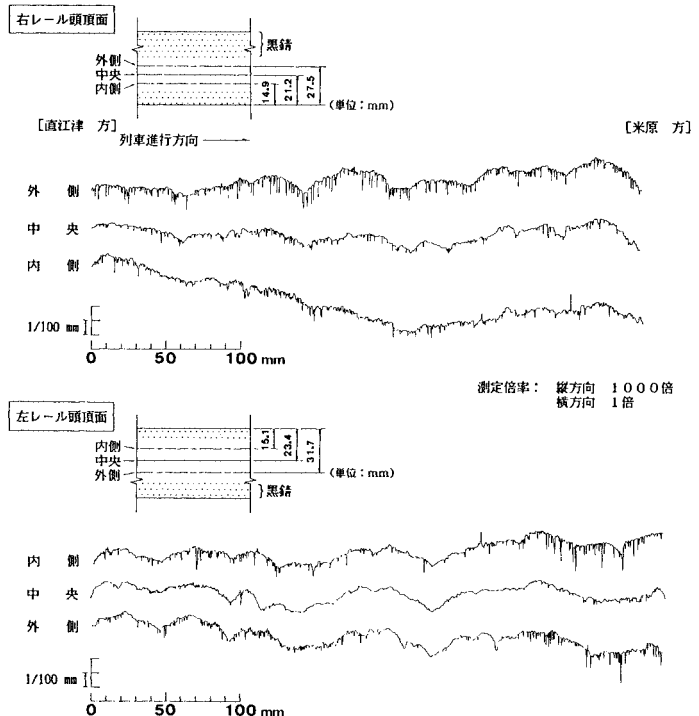 右レール頭頂面
黒錆
外側
中央
内側
14.9
21.2
27.5
(単位:mm)
[直江津 方]
[米原 方]
列車進行方向
外 側
中 央
内 側
1/100 mm
0 50 100 mm
測定倍率: 縦方向 1000倍
横方向 1倍
左レール頭頂面
内側
中央
外側
15.1
23.4
31.7
(単位:mm)
黒錆
内 側
中 央
外 側
1/100 mm
0 50 100 mm